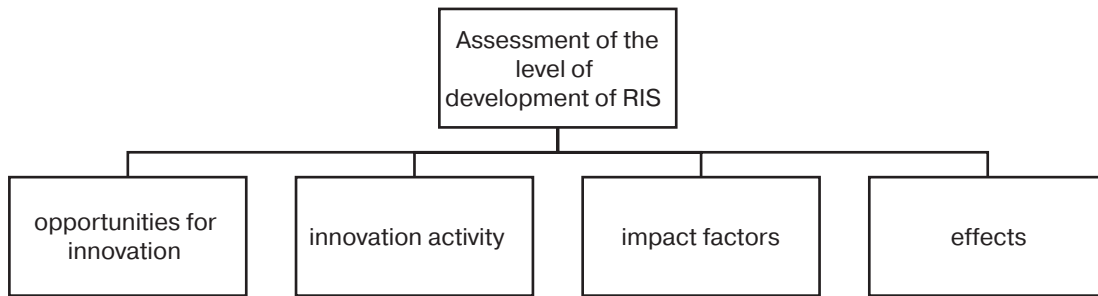 Assessment of the
level of
development of RIS
opportunities for
innovation
innovation activity
impact factors
effects